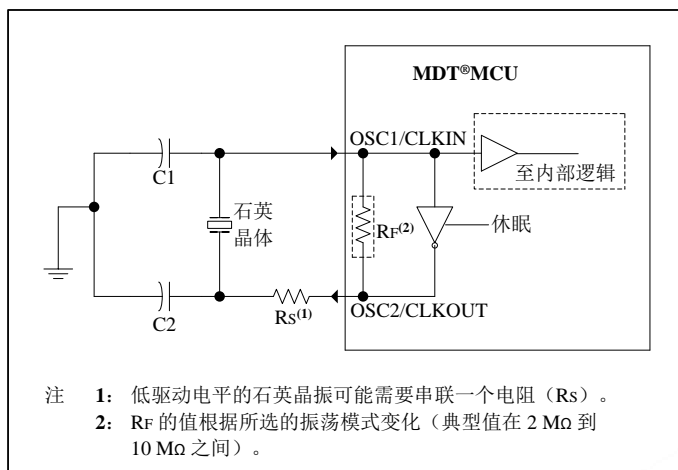 MDT®MCU
OSC1/CLKIN
C1
至内部逻辑
石英
晶体
RF(2)
休眠
C2
RS(1)
OSC2/CLKOUT
注 1: 低驱动电平的石英晶振可能需要串联一个电阻（Rs）。
2: RF 的值根据所选的振荡模式变化（典型值在 2 MΩ 到
10 MΩ 之间）。